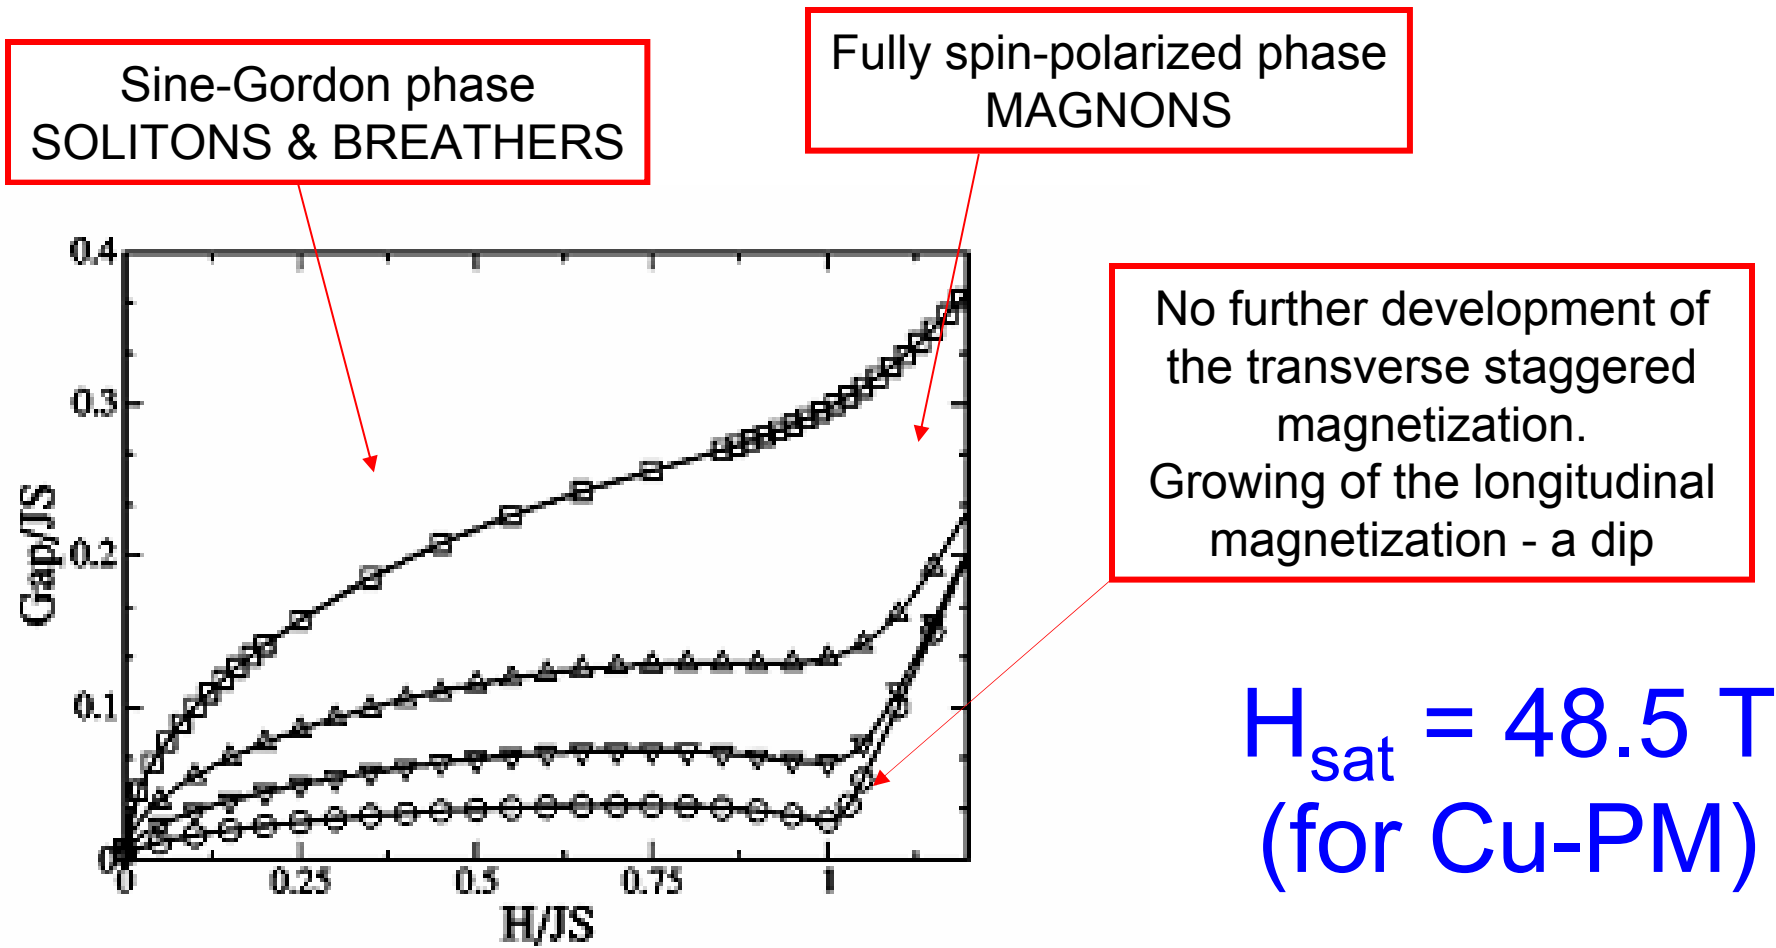 Sine-Gordon phase
SOLITONS & BREATHERS
Fully spin-polarized phase
MAGNONS
No further development of
the transverse staggered
magnetization.
Growing of the longitudinal
magnetization - a dip
H_sat = 48.5 T
(for Cu-PM)
Gap/JS
0.4
0.3
0.2
0.1
0
0 0.25 0.5 0.75 1
H/JS